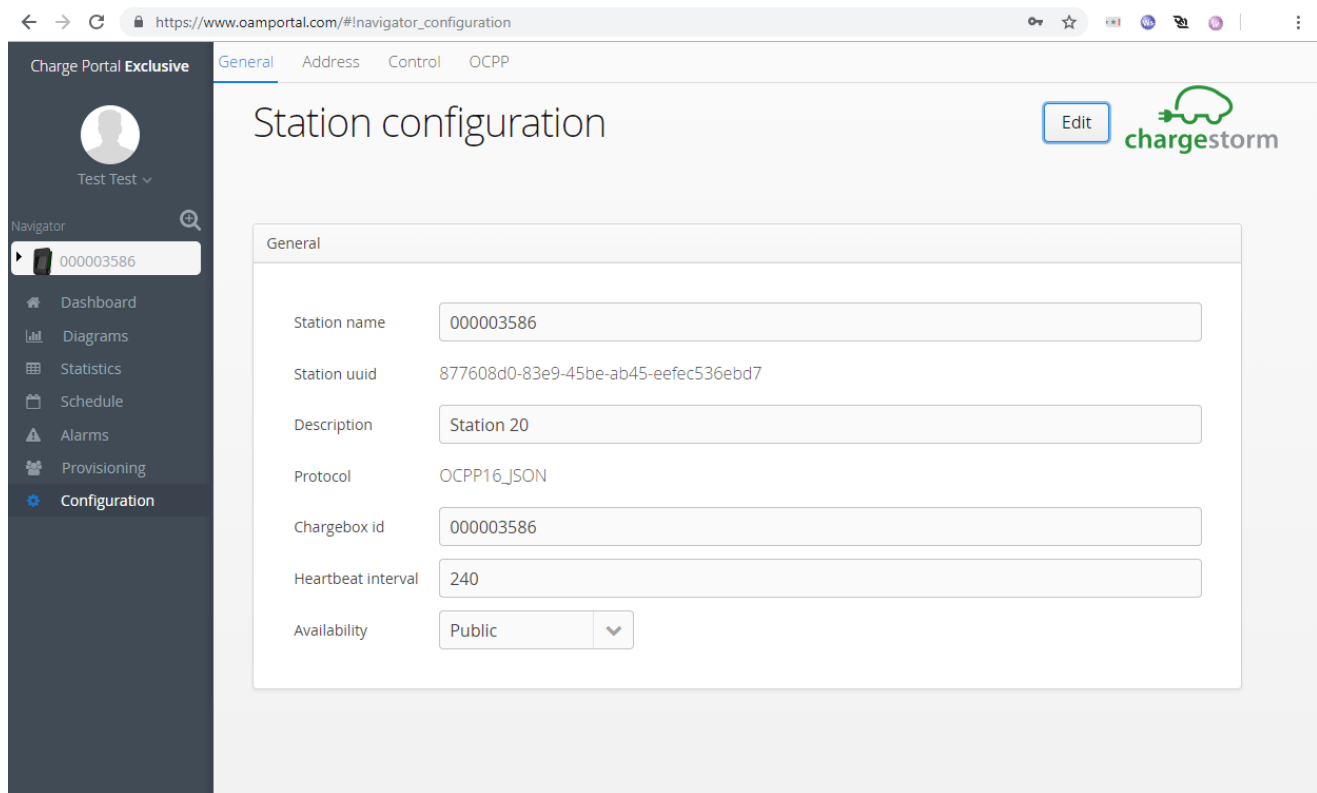 https://www.oamportal.com/#!navigator_configuration
Charge Portal Exclusive
General Address Control OCPP
Station configuration
Edit
chargestorm
Test Test
Navigator
000003586
Dashboard
Diagrams
Statistics
Schedule
Alarms
Provisioning
Configuration
General
Station name 000003586
Station uuid 877608d0-83e9-45be-ab45-eefec536ebd7
Description Station 20
Protocol OCPP16_JSON
Chargebox id 000003586
Heartbeat interval 240
Availability Public